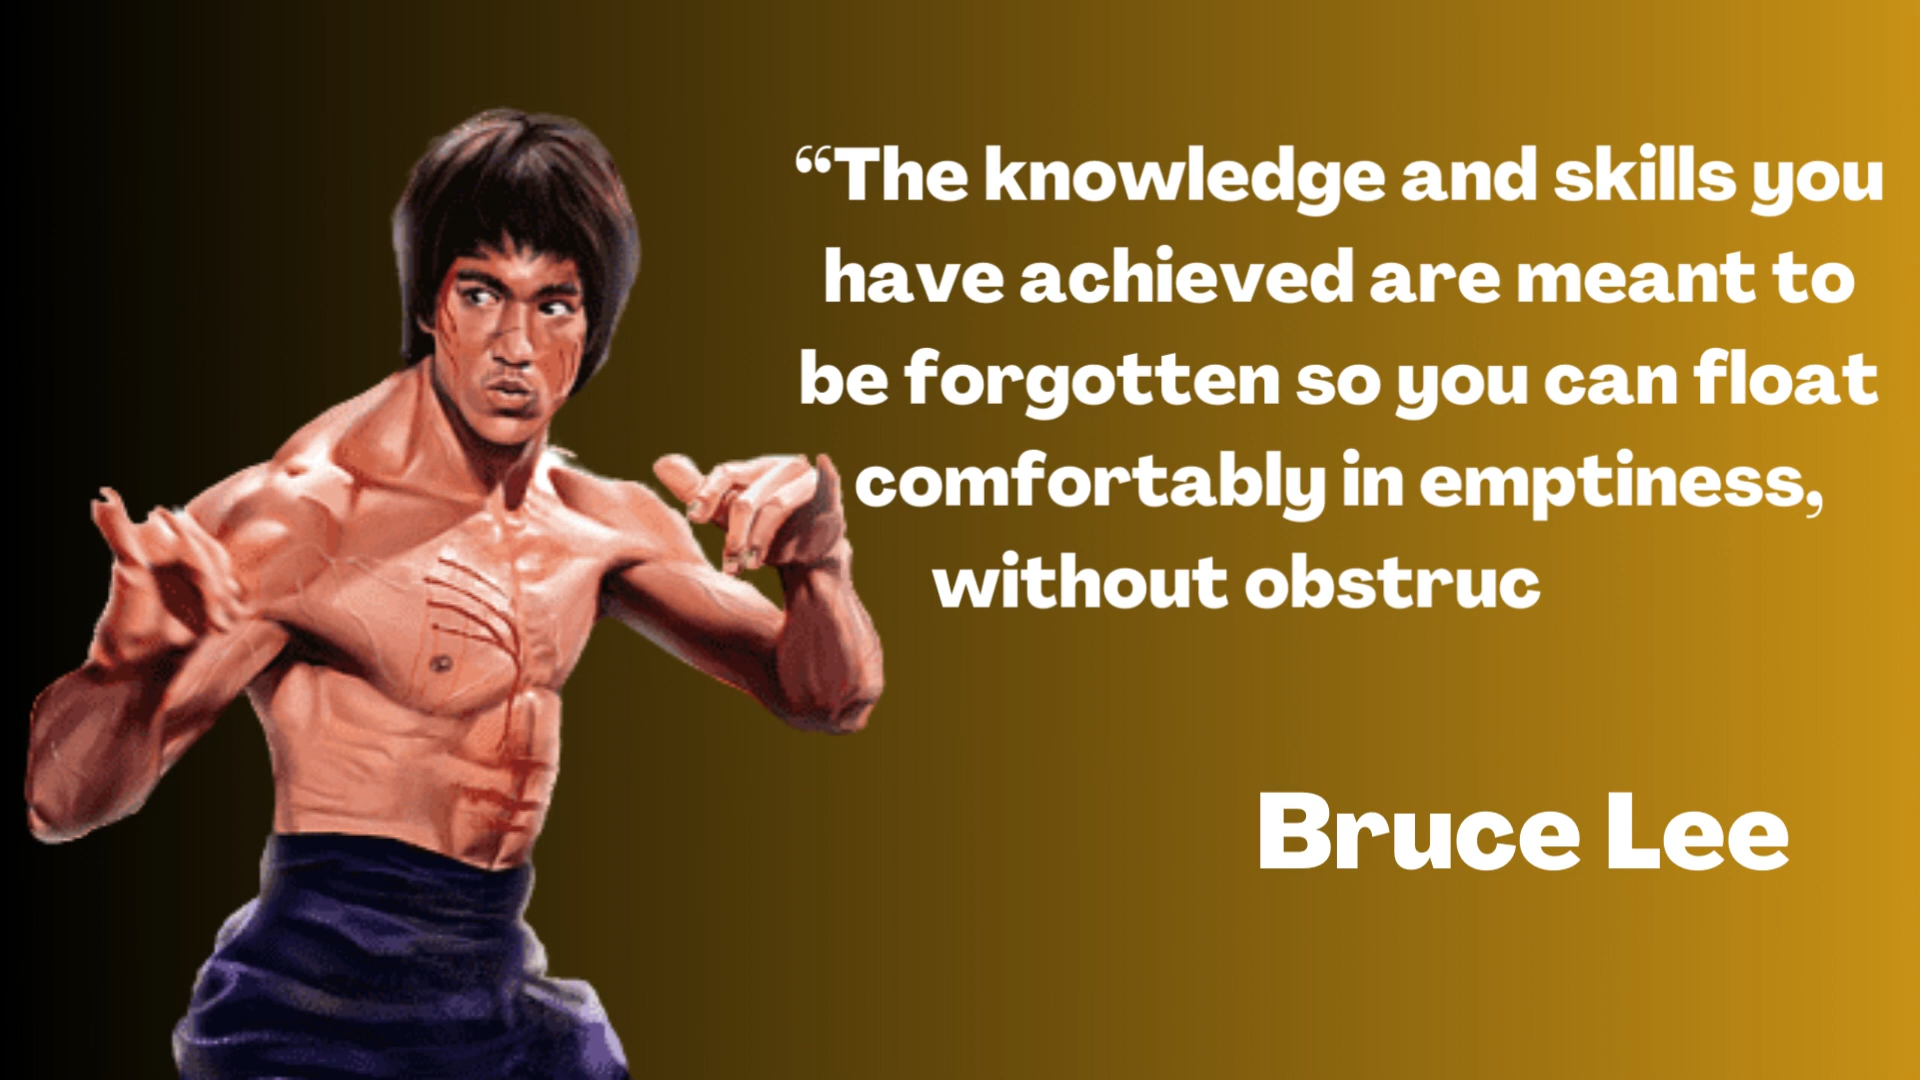 “The knowledge and skills you
have achieved are meant to
be forgotten so you can float
comfortably in emptiness,
without obstruc
Bruce Lee